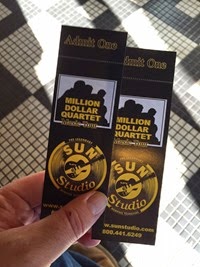 Admit One
MILLION
DOLLAR
QUARTET
SUN
Studio
Admit One
MILLION
DOLLAR
QUARTET
SUN
Studio
w.sunstudio.com
800.441.6249